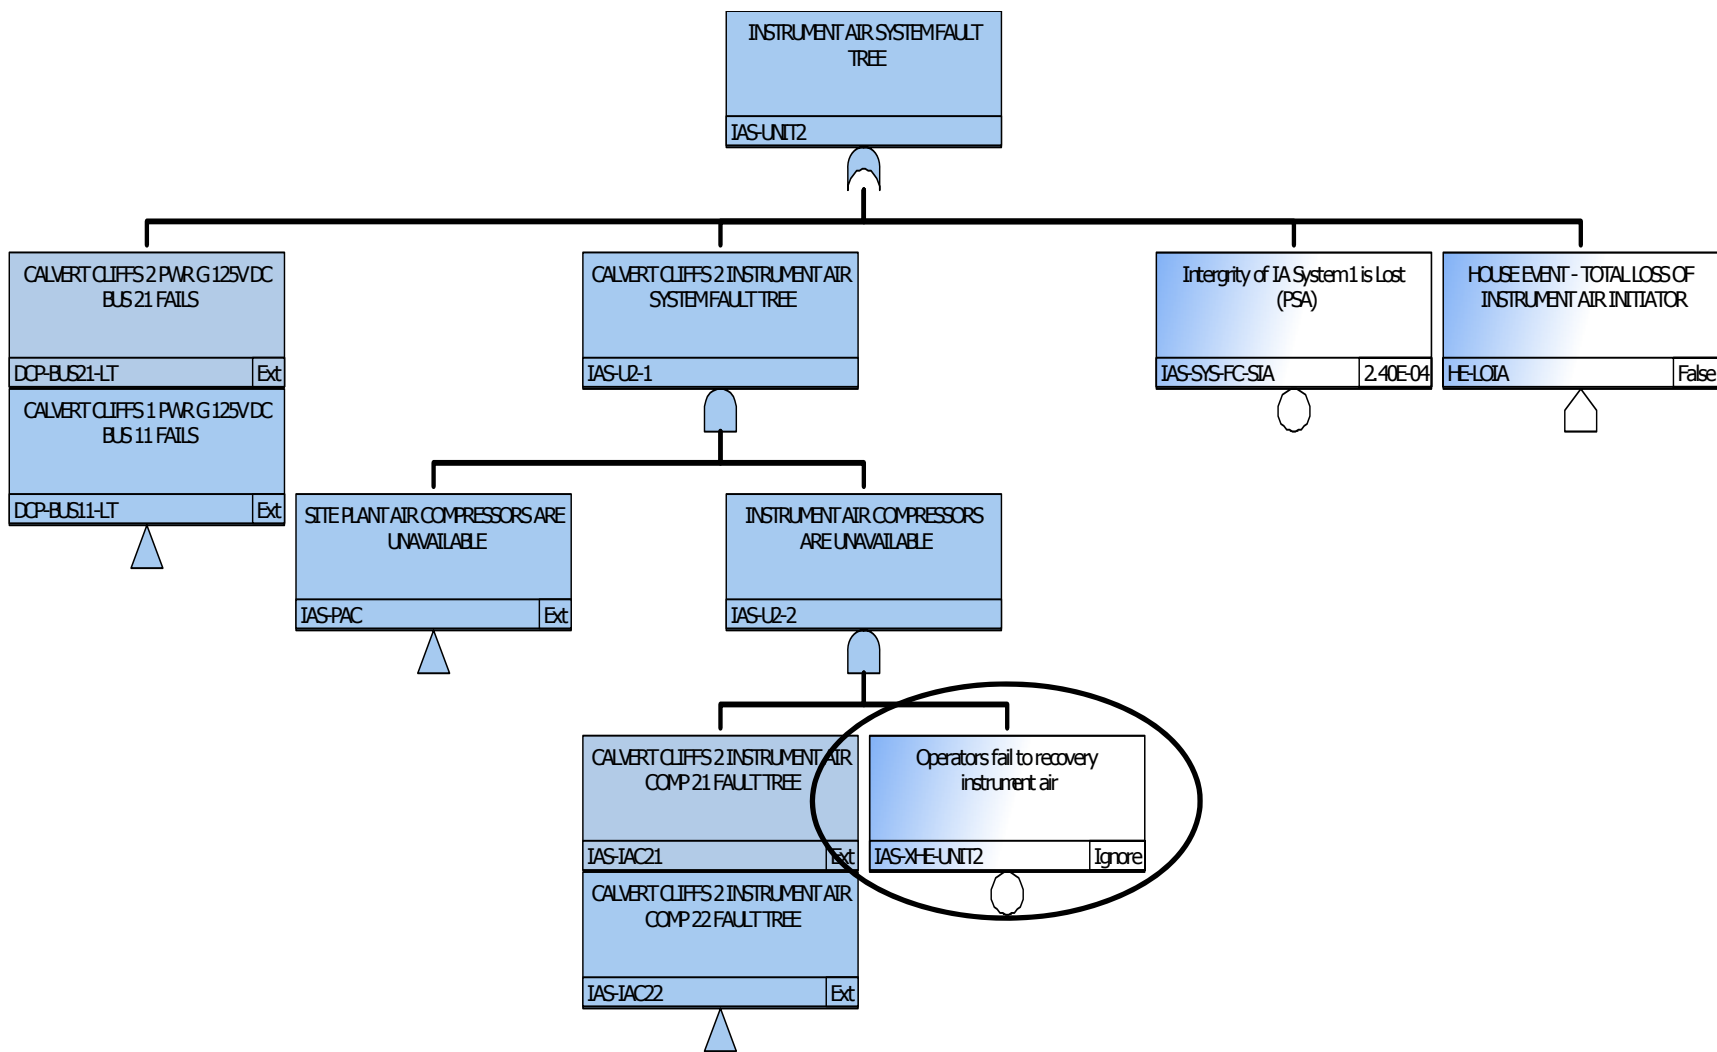 INSTRUMENT AIR SYSTEM FAULT
TREE
IAS-UNIT2
CALVERT CLIFFS 2 PWR G 125V DC
BUS 21 FAILS
DCP-BUS21-LT Ext
CALVERT CLIFFS 1 PWR G 125V DC
BUS 11 FAILS
DCP-BUS11-LT Ext
CALVERT CLIFFS 2 INSTRUMENT AIR
SYSTEM FAULT TREE
IAS-U2-1
Intergrity of IA System 1 is Lost
(PSA)
IAS-SYS-FC-SIA 2.40E-04
HOUSE EVENT - TOTAL LOSS OF
INSTRUMENT AIR INITIATOR
HE-LOIA False
SITE PLANT AIR COMPRESSORS ARE
UNAVAILABLE
IAS-PAC Ext
INSTRUMENT AIR COMPRESSORS
ARE UNAVAILABLE
IAS-U2-2
CALVERT CLIFFS 2 INSTRUMENT AIR
COMP 21 FAULT TREE
IAS-IAC21 Ext
CALVERT CLIFFS 2 INSTRUMENT AIR
COMP 22 FAULT TREE
IAS-IAC22 Ext
Operators fail to recovery
instrument air
IAS-XHE-UNIT2 Ignore